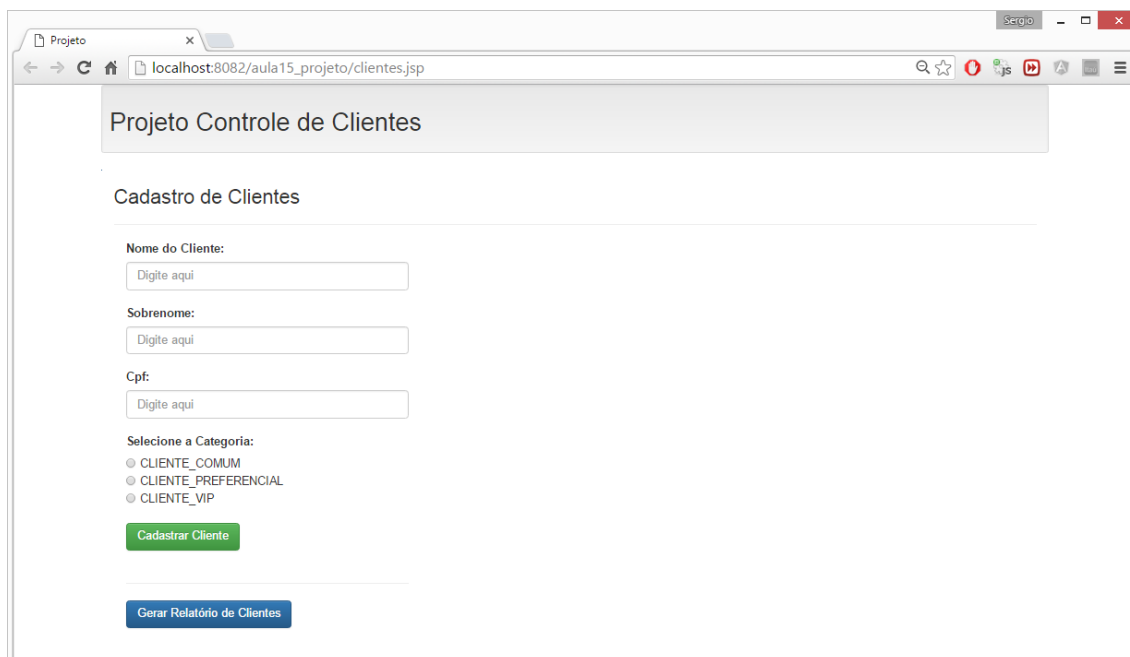 Sergio
Projeto
localhost:8082/aula15_projeto/clientes.jsp
js
Projeto Controle de Clientes
Cadastro de Clientes
Nome do Cliente:
Digite aqui
Sobrenome:
Digite aqui
Cpf:
Digite aqui
Selecione a Categoria:
CLIENTE_COMUM
CLIENTE_PREFERENCIAL
CLIENTE_VIP
Cadastrar Cliente
Gerar Relatório de Clientes